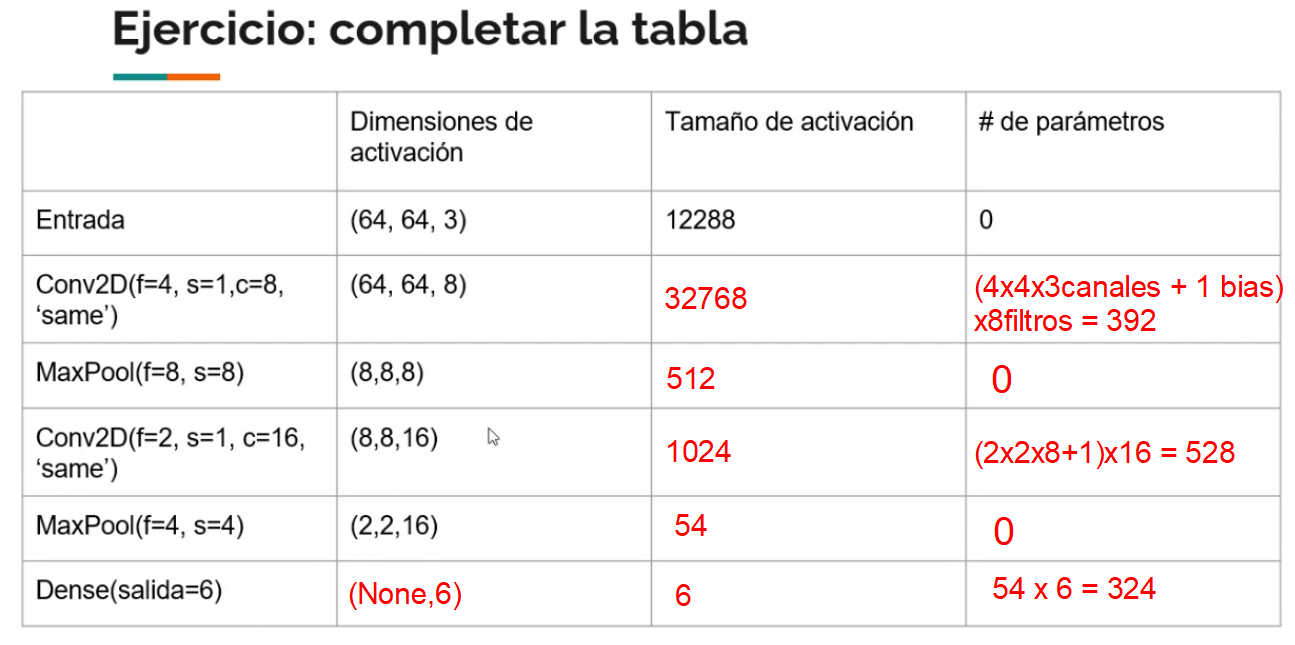 Ejercicio: completar la tabla
Dimensiones de
activación
Tamaño de activación
# de parámetros
Entrada
(64, 64, 3)
12288
0
Conv2D(f=4, s=1,c=8,
‘same’)
(64, 64, 8)
32768
(4x4x3canales + 1 bias)
x8filtros = 392
MaxPool(f=8, s=8)
(8,8,8)
512
0
Conv2D(f=2, s=1, c=16,
‘same’)
(8,8,16)
1024
(2x2x8+1)x16 = 528
MaxPool(f=4, s=4)
(2,2,16)
54
0
Dense(salida=6)
(None,6)
6
54 x 6 = 324